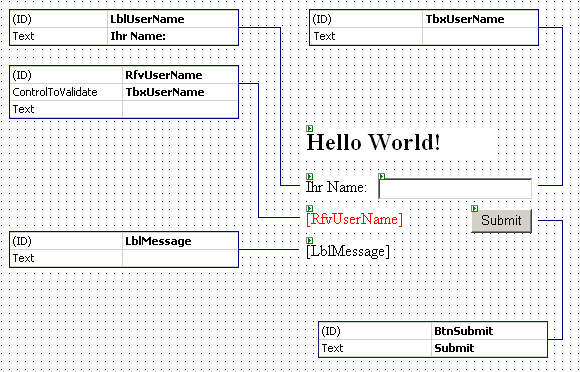 (ID) LblUserName
Text Ihr Name:
(ID) TbxUserName
Text
(ID) RfvUserName
ControlToValidate TbxUserName
Text
Hello World!
Ihr Name:
[RfvUserName] Submit
(ID) LblMessage
Text
[LblMessage]
(ID) BtnSubmit
Text Submit